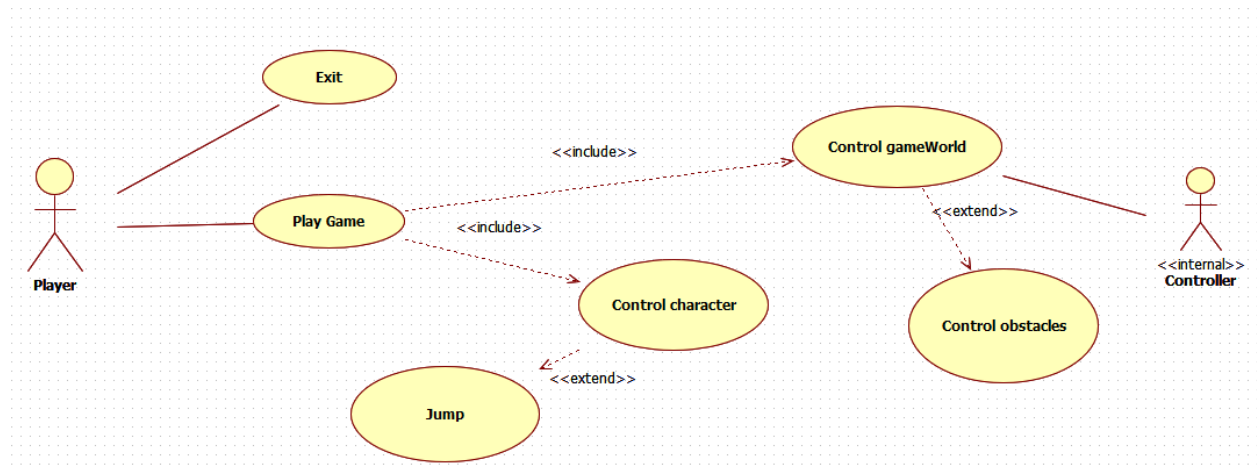 Exit
Control gameWorld
<<include>>
Play Game
<<include>>
<<extend>>
Player
<<internal>>
Controller
Control character
Control obstacles
<<extend>>
Jump